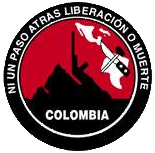 NI UN PASO ATRAS LIBERACIÓN O MUERTE
COLOMBIA